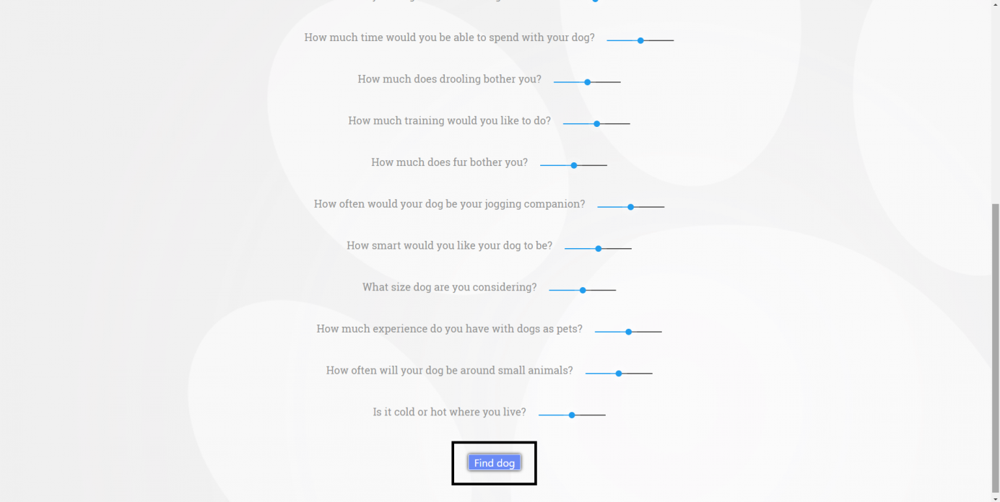 How much time would you be able to spend with your dog?
How much does drooling bother you?
How much training would you like to do?
How much does fur bother you?
How often would your dog be your jogging companion?
How smart would you like your dog to be?
What size dog are you considering?
How much experience do you have with dogs as pets?
How often will your dog be around small animals?
Is it cold or hot where you live?
Find dog